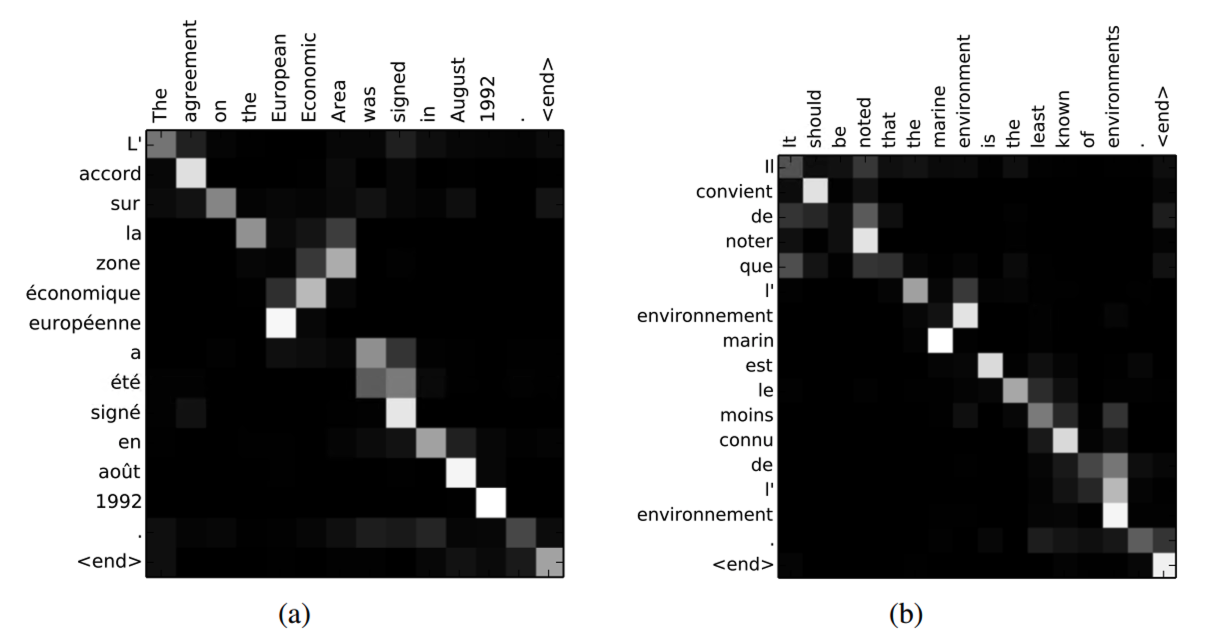 The
agreement
on
the
European
Economic
Area
was
signed
in
August
1992
.
<end>
L'
accord
sur
la
zone
économique
européenne
a
été
signé
en
août
1992
.
<end>
(a)
It
should
be
noted
that
the
marine
environment
is
the
least
known
of
environments
.
<end>
Il
convient
de
noter
que
l'
environnement
marin
est
le
moins
connu
de
l'
environnement
.
<end>
(b)